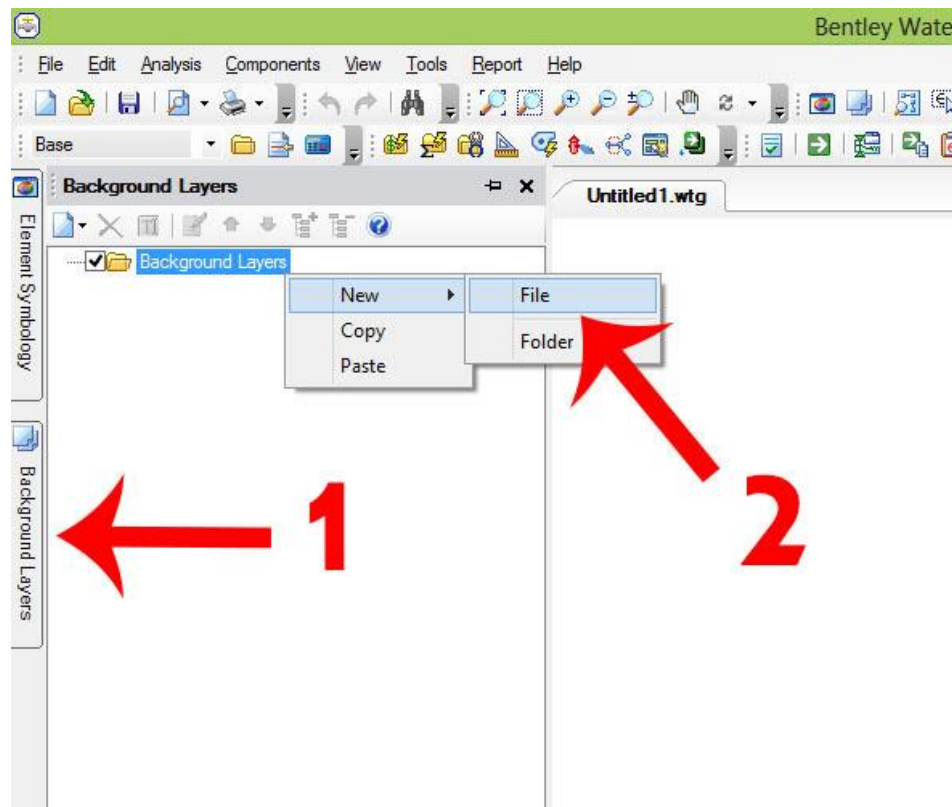 Bentley Wate
File Edit Analysis Components View Tools Report Help
Base
Background Layers
Untitled1.wtg
Element Symbology
Background Layers
New
File
Copy
Folder
Paste
Background Layers
1
2